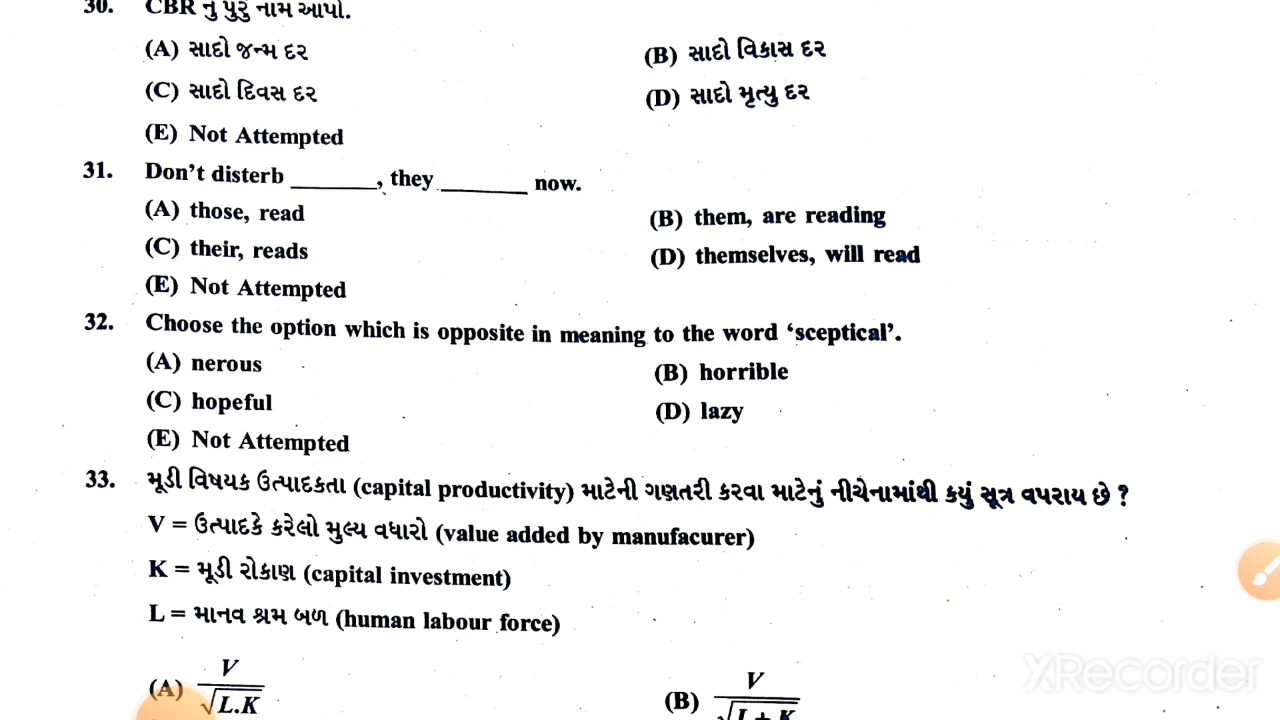 30. CBR નુ પુરુ નામ આપો.
(A) સાદો જન્મ દર (B) સાદો વિકાસ દર
(C) સાદો દિવસ દર (D) સાદો મૃત્યુ દર
(E) Not Attempted
31. Don't disterb ______, they ______ now.
(A) those, read (B) them, are reading
(C) their, reads (D) themselves, will read
(E) Not Attempted
32. Choose the option which is opposite in meaning to the word 'sceptical'.
(A) nerous (B) horrible
(C) hopeful (D) lazy
(E) Not Attempted
33. મૂડી વિષયક ઉત્પાદકતા (capital productivity) માટેની ગણતરી કરવા માટેનું નીચેનામાંથી કયું સૂત્ર વપરાય છે ?
V = ઉત્પાદકે કરેલો મુલ્ય વધારો (value added by manufacurer)
K = મૂડી રોકાણ (capital investment)
L = માનવ શ્રમ બળ (human labour force)
(A) V/√L.K (B) V/√L + K
XRecorder